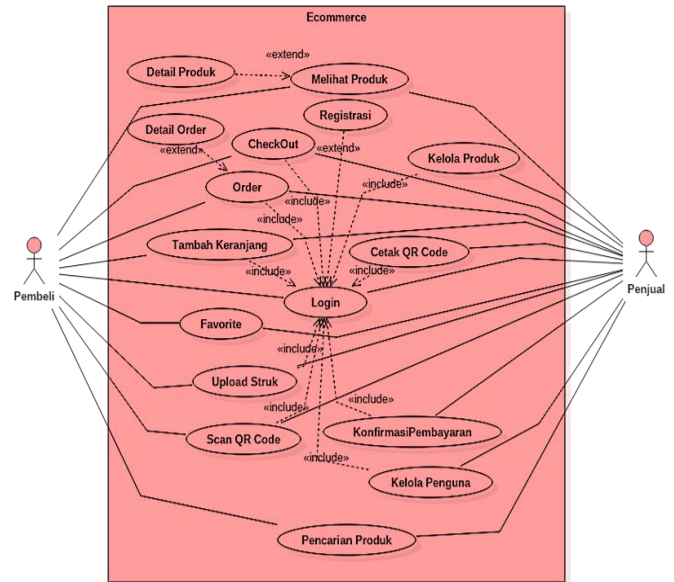 Ecommerce
«extend»
Detail Produk
Melihat Produk
Registrasi
Detail Order
CheckOut
«extend»
«extend»
Kelola Produk
Order
«include»
«include»
«include»
Tambah Keranjang
Cetak QR Code
«include»
«include»
Pembeli
Penjual
Login
Favorite
«include»
Upload Struk
«include»
«include»
Scan QR Code
KonfirmasiPembayaran
«include»
Kelola Penguna
Pencarian Produk